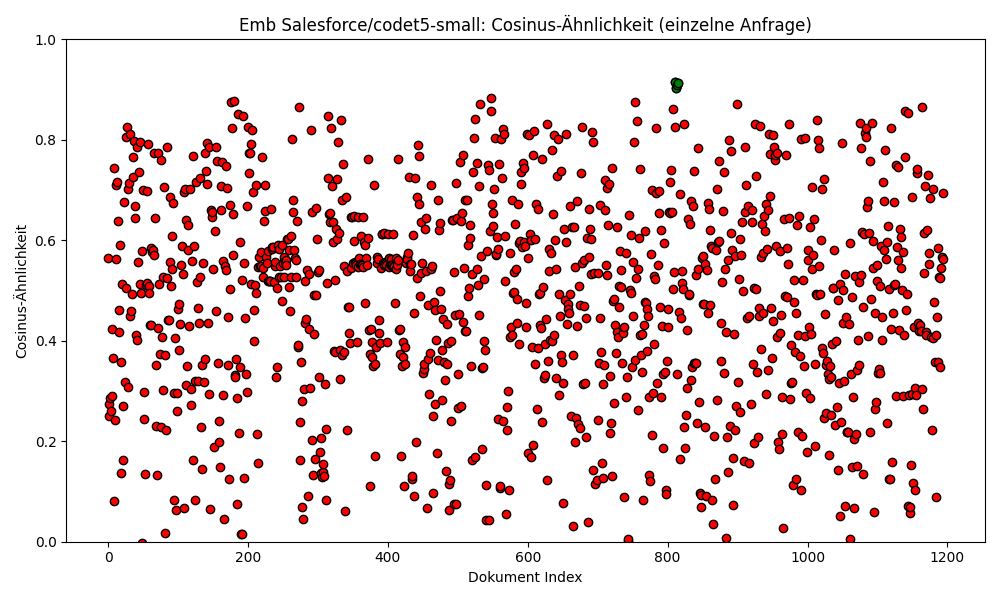 Emb Salesforce/codet5-small: Cosinus-Ähnlichkeit (einzelne Anfrage)
1.0
0.8
0.6
0.4
0.2
0.0
Cosinus-Ähnlichkeit
0 200 400 600 800 1000 1200
Dokument Index